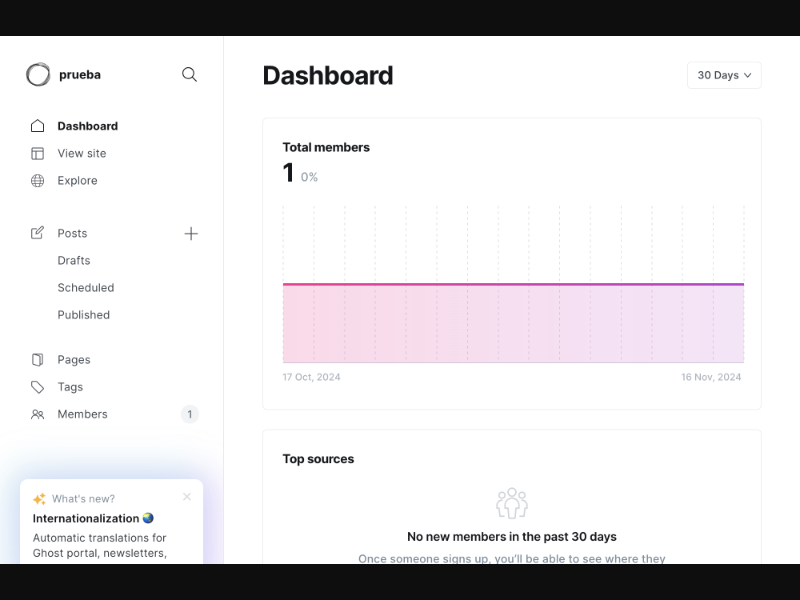 prueba
Dashboard
View site
Explore
Posts
Drafts
Scheduled
Published
Pages
Tags
Members 1
What's new?
Internationalization 🌏
Automatic translations for
Ghost portal, newsletters,
Dashboard
30 Days
Total members
1 0%
17 Oct, 2024 16 Nov, 2024
Top sources
No new members in the past 30 days
Once someone signs up, you'll be able to see where they